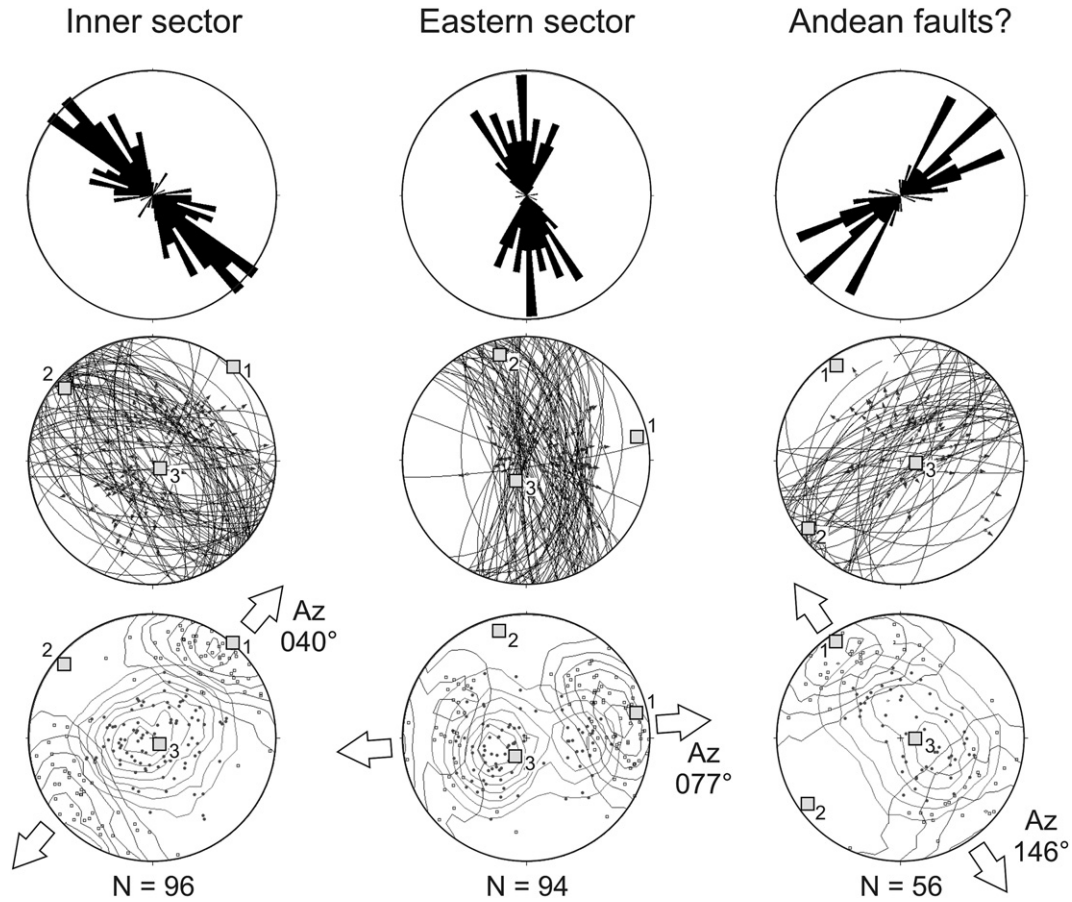 Inner sector
Eastern sector
Andean faults?
2
1
3
2
1
3
1
3
2
Az
040°
2
1
3
2
1
3
Az
077°
1
3
2
Az
146°
N = 96
N = 94
N = 56